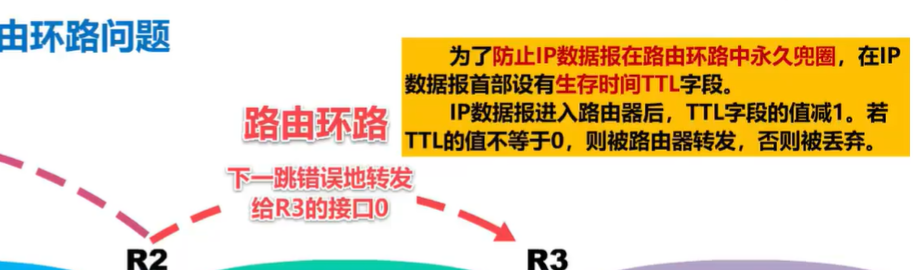 由环路问题
为了防止IP数据报在路由环路中永久兜圈，在IP
数据报首部设有生存时间TTL字段。
IP数据报进入路由器后，TTL字段的值减1。若
TTL的值不等于0，则被路由器转发，否则被丢弃。
路由环路
下一跳错误地转发
给R3的接口0
R2
R3